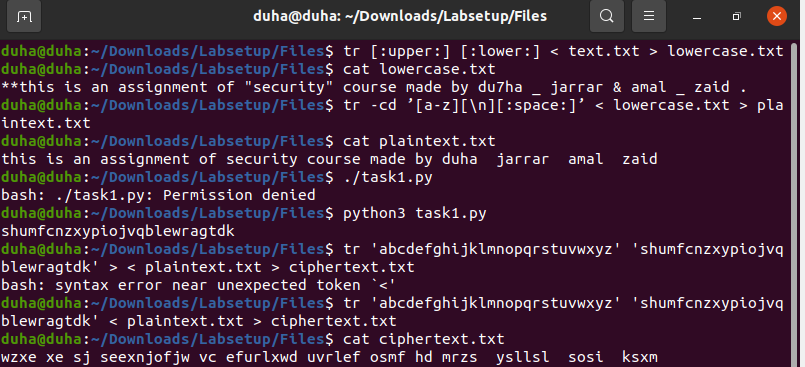 duha@duha: ~/Downloads/Labsetup/Files
duha@duha:~/Downloads/Labsetup/Files$ tr [:upper:] [:lower:] < text.txt > lowercase.txt
duha@duha:~/Downloads/Labsetup/Files$ cat lowercase.txt
**this is an assignment of "security" course made by du7ha _ jarrar & amal _ zaid .
duha@duha:~/Downloads/Labsetup/Files$ tr -cd ’[a-z][\n][:space:]’ < lowercase.txt > pla
intext.txt
duha@duha:~/Downloads/Labsetup/Files$ cat plaintext.txt
this is an assignment of security course made by duha  jarrar  amal  zaid
duha@duha:~/Downloads/Labsetup/Files$ ./task1.py
bash: ./task1.py: Permission denied
duha@duha:~/Downloads/Labsetup/Files$ python3 task1.py
shumfcnzxypiojvqblewragtdk
duha@duha:~/Downloads/Labsetup/Files$ tr 'abcdefghijklmnopqrstuvwxyz' 'shumfcnzxypiojvq
blewragtdk' > < plaintext.txt > ciphertext.txt
bash: syntax error near unexpected token `<'
duha@duha:~/Downloads/Labsetup/Files$ tr 'abcdefghijklmnopqrstuvwxyz' 'shumfcnzxypiojvq
blewragtdk' < plaintext.txt > ciphertext.txt
duha@duha:~/Downloads/Labsetup/Files$ cat ciphertext.txt
wzxe xe sj seexnjofjw vc efurlxwd uvrlef osmf hd mrzs  ysllsl  sosi  ksxm